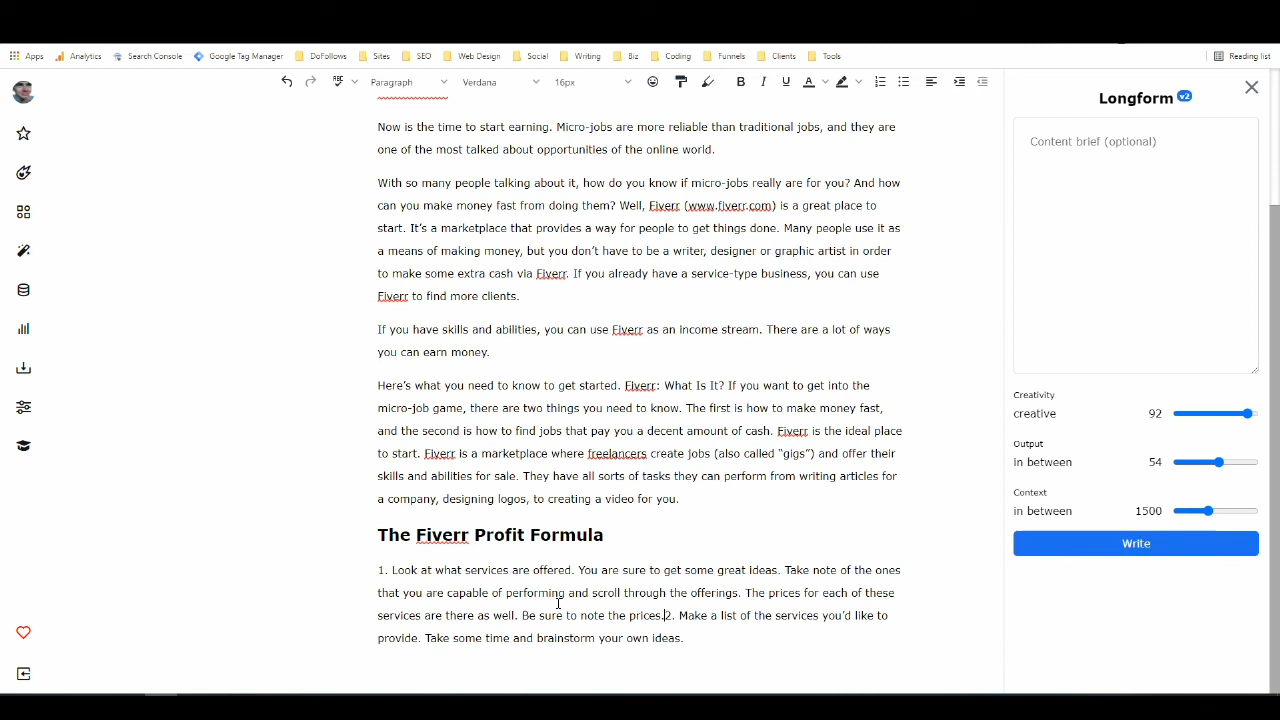 Apps Analytics Search Console Google Tag Manager DoFollows Sites SEO Web Design Social Writing Biz Coding Funnels Clients Tools Reading list
Paragraph Verdana 16px
Longform v2
Content brief (optional)
Now is the time to start earning. Micro-jobs are more reliable than traditional jobs, and they are
one of the most talked about opportunities of the online world.
With so many people talking about it, how do you know if micro-jobs really are for you? And how
can you make money fast from doing them? Well, Fiverr (www.fiverr.com) is a great place to
start. It’s a marketplace that provides a way for people to get things done. Many people use it as
a means of making money, but you don’t have to be a writer, designer or graphic artist in order
to make some extra cash via Fiverr. If you already have a service-type business, you can use
Fiverr to find more clients.
If you have skills and abilities, you can use Fiverr as an income stream. There are a lot of ways
you can earn money.
Here’s what you need to know to get started. Fiverr: What Is It? If you want to get into the
micro-job game, there are two things you need to know. The first is how to make money fast,
and the second is how to find jobs that pay you a decent amount of cash. Fiverr is the ideal place
to start. Fiverr is a marketplace where freelancers create jobs (also called “gigs”) and offer their
skills and abilities for sale. They have all sorts of tasks they can perform from writing articles for
a company, designing logos, to creating a video for you.
The Fiverr Profit Formula
1. Look at what services are offered. You are sure to get some great ideas. Take note of the ones
that you are capable of performing and scroll through the offerings. The prices for each of these
services are there as well. Be sure to note the prices.2. Make a list of the services you’d like to
provide. Take some time and brainstorm your own ideas.
Creativity
creative 92
Output
in between 54
Context
in between 1500
Write